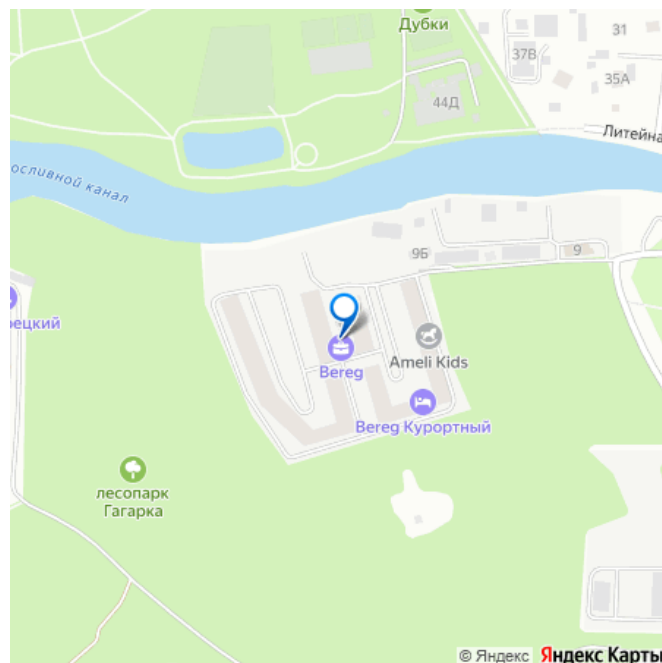 Дубки
31
37В
35А
44Д
Литейна
осливной канал
9Б
9
рецкий
Ameli Kids
Bereg
Bereg Курортный
лесопарк
Гагарка
© Яндекс Яндекс Карты